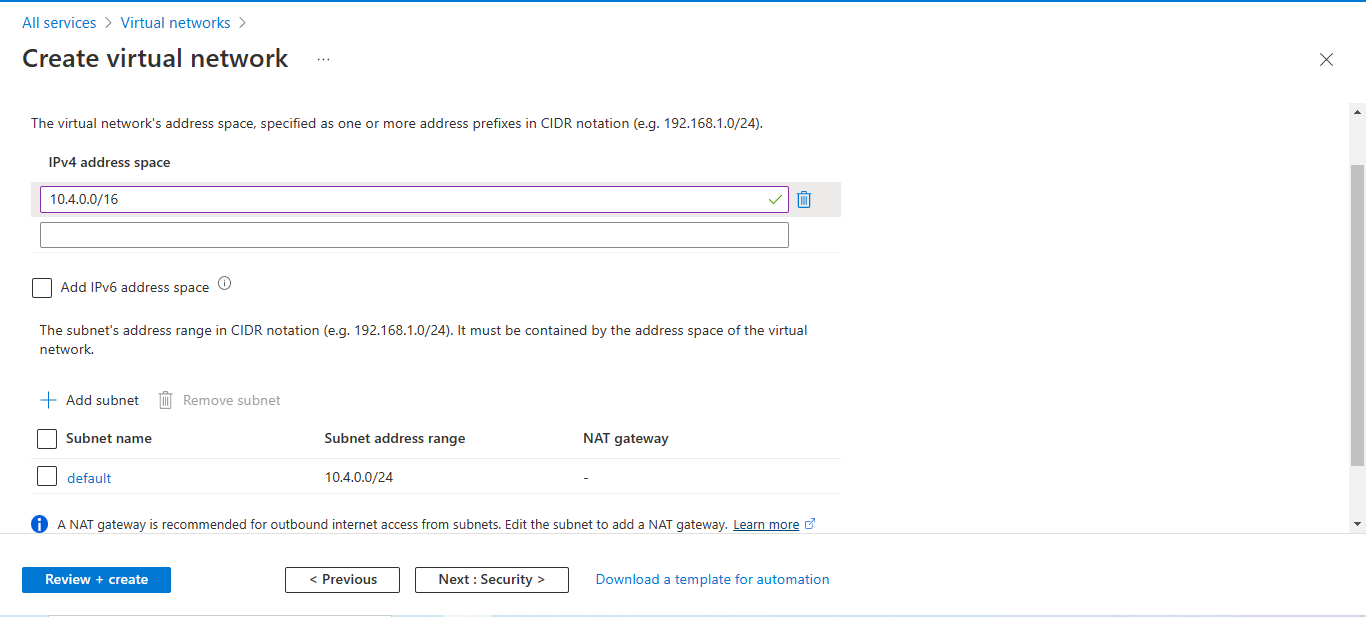 All services > Virtual networks >
Create virtual network ...
The virtual network's address space, specified as one or more address prefixes in CIDR notation (e.g. 192.168.1.0/24).
IPv4 address space
10.4.0.0/16
Add IPv6 address space
The subnet's address range in CIDR notation (e.g. 192.168.1.0/24). It must be contained by the address space of the virtual
network.
+ Add subnet Remove subnet
Subnet name Subnet address range NAT gateway
default 10.4.0.0/24 -
A NAT gateway is recommended for outbound internet access from subnets. Edit the subnet to add a NAT gateway. Learn more
Review + create < Previous Next : Security > Download a template for automation